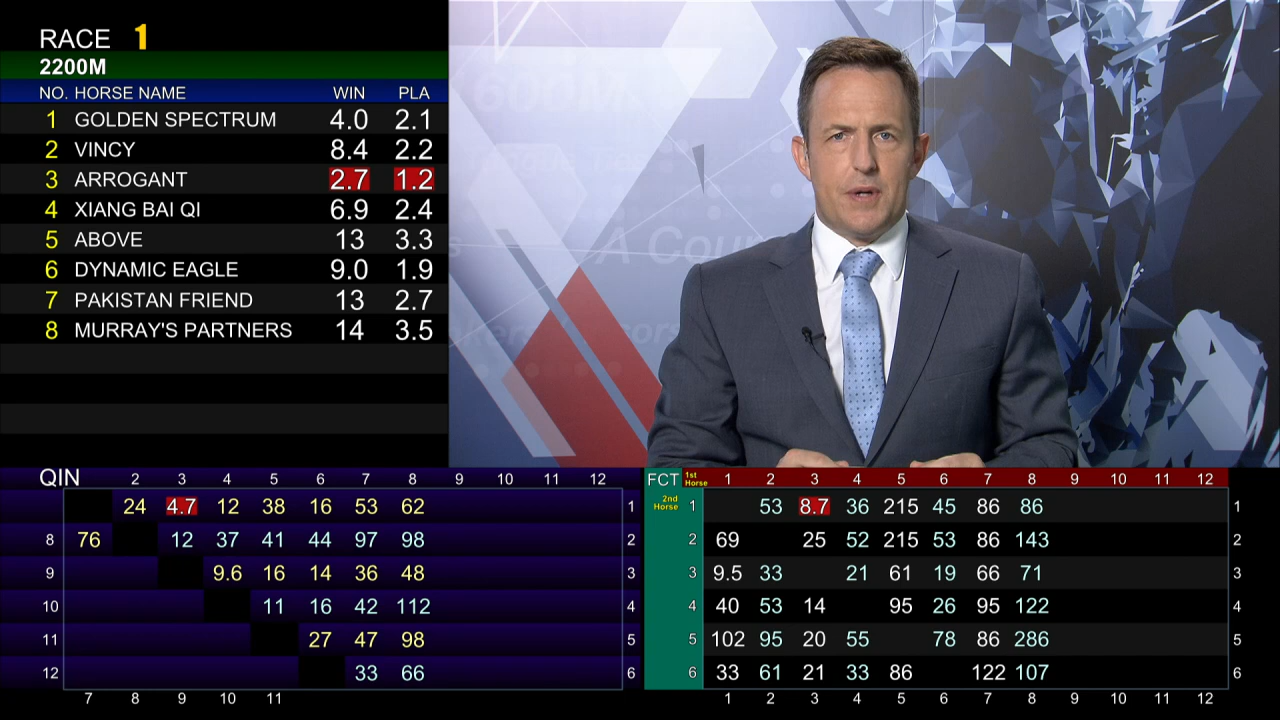 RACE 1
2200M
NO. HORSE NAME WIN PLA
1 GOLDEN SPECTRUM 4.0 2.1
2 VINCY 8.4 2.2
3 ARROGANT 2.7 1.2
4 XIANG BAI QI 6.9 2.4
5 ABOVE 13 3.3
6 DYNAMIC EAGLE 9.0 1.9
7 PAKISTAN FRIEND 13 2.7
8 MURRAY'S PARTNERS 14 3.5
A Cour
QIN 2 3 4 5 6 7 8 9 10 11 12
24 4.7 12 38 16 53 62 1
8 76 12 37 41 44 97 98 2
9 9.6 16 14 36 48 3
10 11 16 42 112 4
11 27 47 98 5
12 33 66 6
7 8 9 10 11
FCT 1st Horse 1 2 3 4 5 6 7 8 9 10 11 12
2nd Horse 1 53 8.7 36 215 45 86 86 1
2 69 25 52 215 53 86 143 2
3 9.5 33 21 61 19 66 71 3
4 40 53 14 95 26 95 122 4
5 102 95 20 55 78 86 286 5
6 33 61 21 33 86 122 107 6
1 2 3 4 5 6 7 8 9 10 11 12